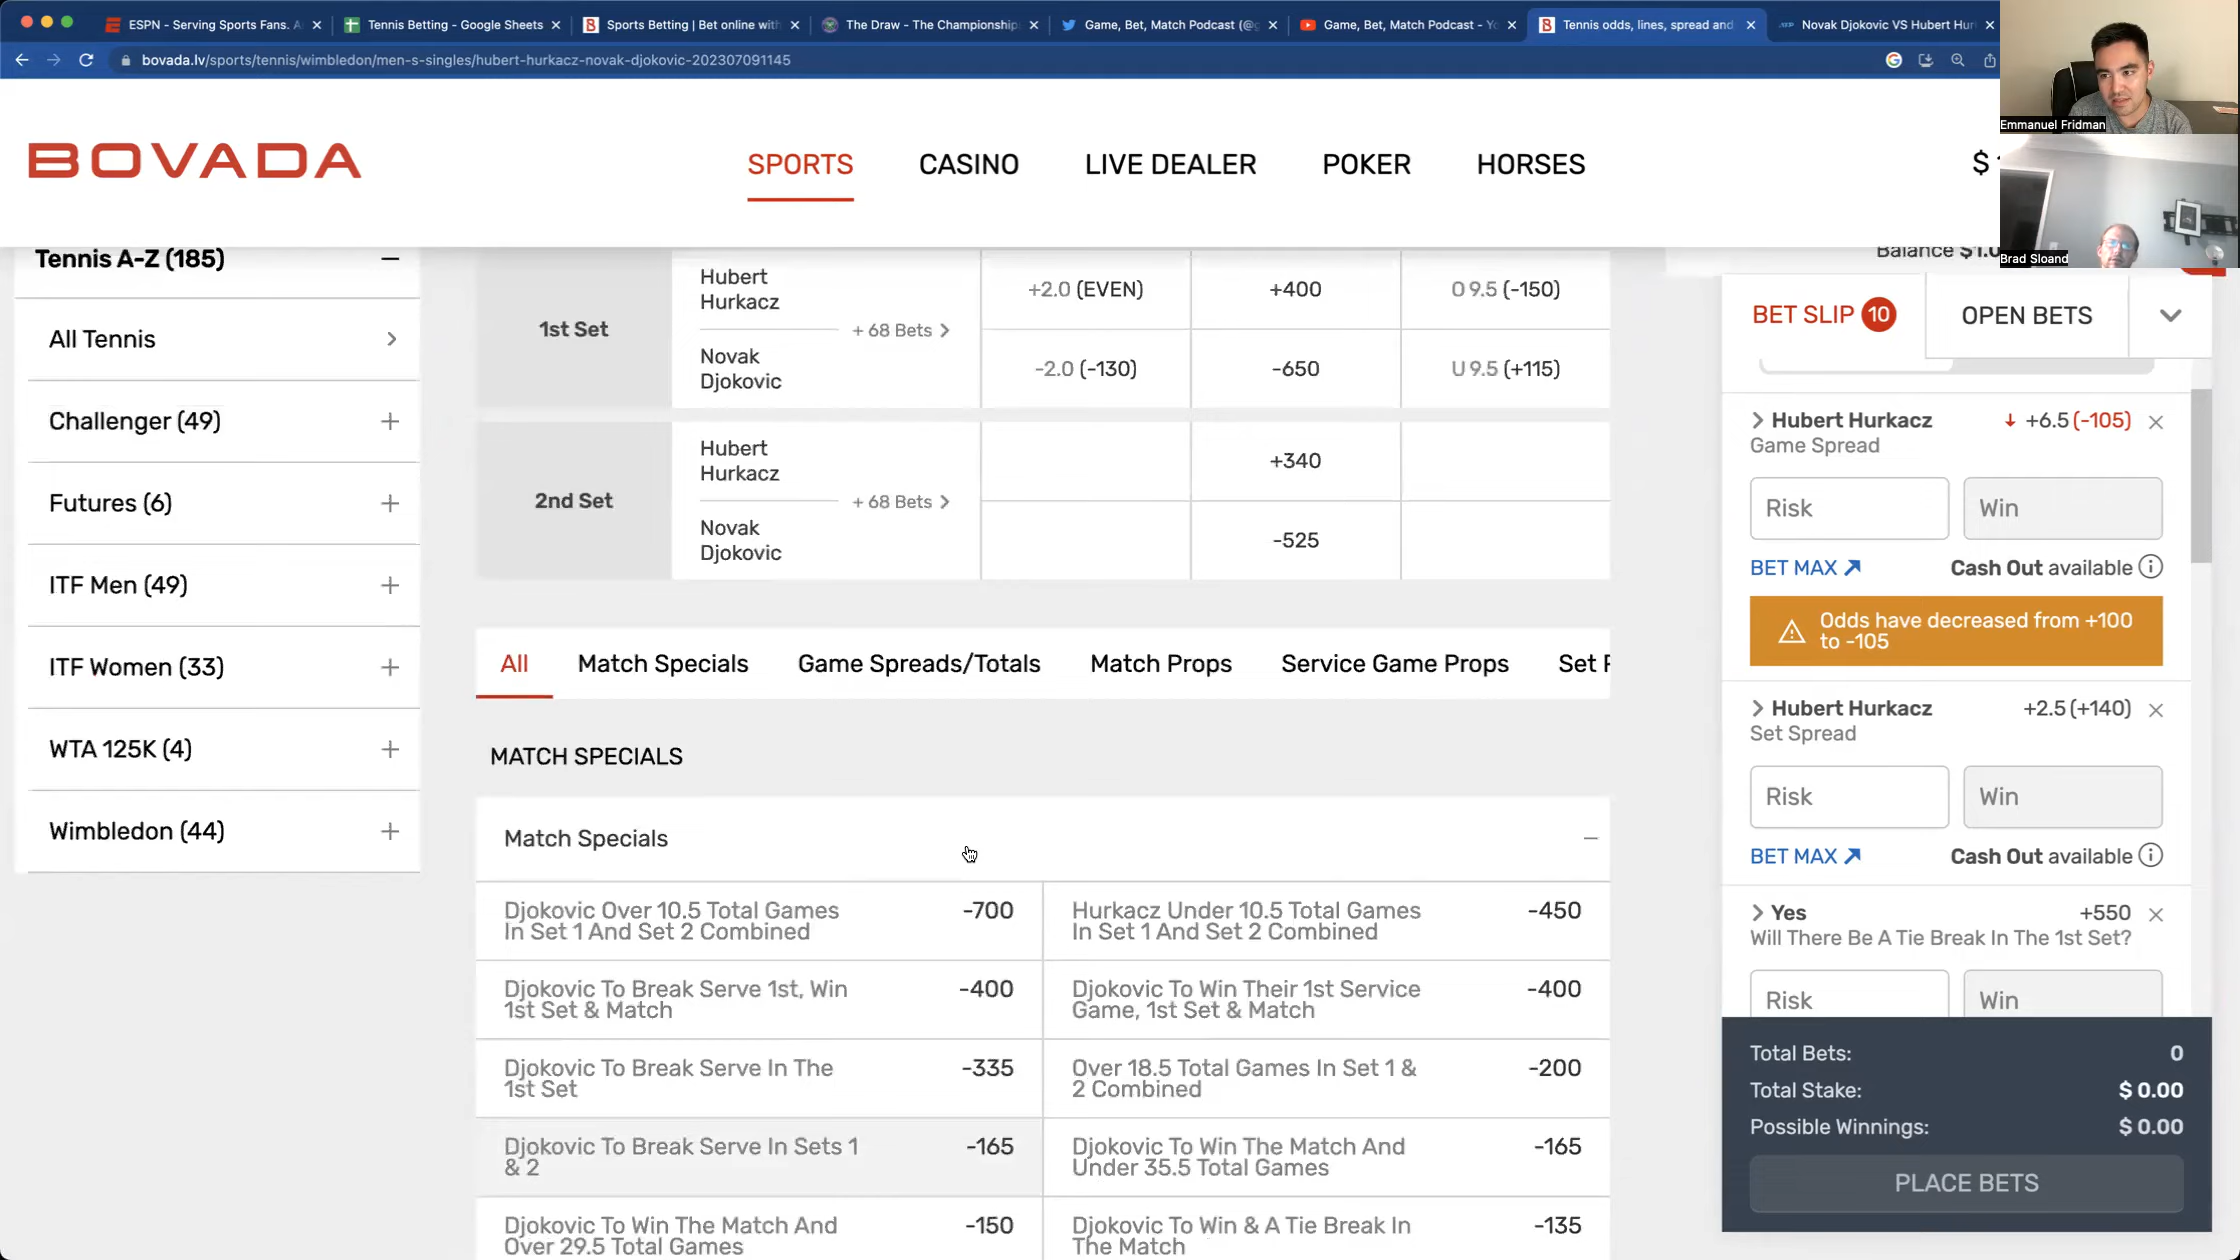 ESPN - Serving Sports Fans. A
Tennis Betting - Google Sheets
Sports Betting | Bet online with
The Draw - The Championship
Game, Bet, Match Podcast (@g
Game, Bet, Match Podcast - Yo
Tennis odds, lines, spread and
Novak Djokovic VS Hubert Hur
bovada.lv/sports/tennis/wimbledon/men-s-singles/hubert-hurkacz-novak-djokovic-202307091145
Emmanuel Fridman
Brad Sloand
BOVADA
SPORTS
CASINO
LIVE DEALER
POKER
HORSES
$
Tennis A-Z (185)
All Tennis
Challenger (49)
Futures (6)
ITF Men (49)
ITF Women (33)
WTA 125K (4)
Wimbledon (44)
1st Set
Hubert
Hurkacz
+ 68 Bets
Novak
Djokovic
+2.0 (EVEN)
+400
O 9.5 (-150)
-2.0 (-130)
-650
U 9.5 (+115)
2nd Set
Hubert
Hurkacz
+ 68 Bets
Novak
Djokovic
+340
-525
All
Match Specials
Game Spreads/Totals
Match Props
Service Game Props
Set
MATCH SPECIALS
Match Specials
Djokovic Over 10.5 Total Games
In Set 1 And Set 2 Combined
-700
Hurkacz Under 10.5 Total Games
In Set 1 And Set 2 Combined
-450
Djokovic To Break Serve 1st, Win
1st Set & Match
-400
Djokovic To Win Their 1st Service
Game, 1st Set & Match
-400
Djokovic To Break Serve In The
1st Set
-335
Over 18.5 Total Games In Set 1 &
2 Combined
-200
Djokovic To Break Serve In Sets 1
& 2
-165
Djokovic To Win The Match And
Under 35.5 Total Games
-165
Djokovic To Win The Match And
Over 29.5 Total Games
-150
Djokovic To Win & A Tie Break In
The Match
-135
Balance $1.0
BET SLIP 10
OPEN BETS
Hubert Hurkacz
+6.5 (-105)
Game Spread
Risk
Win
BET MAX
Cash Out available
Odds have decreased from +100
to -105
Hubert Hurkacz
+2.5 (+140)
Set Spread
Risk
Win
BET MAX
Cash Out available
Yes
+550
Will There Be A Tie Break In The 1st Set?
Risk
Win
Total Bets:
0
Total Stake:
$ 0.00
Possible Winnings:
$ 0.00
PLACE BETS